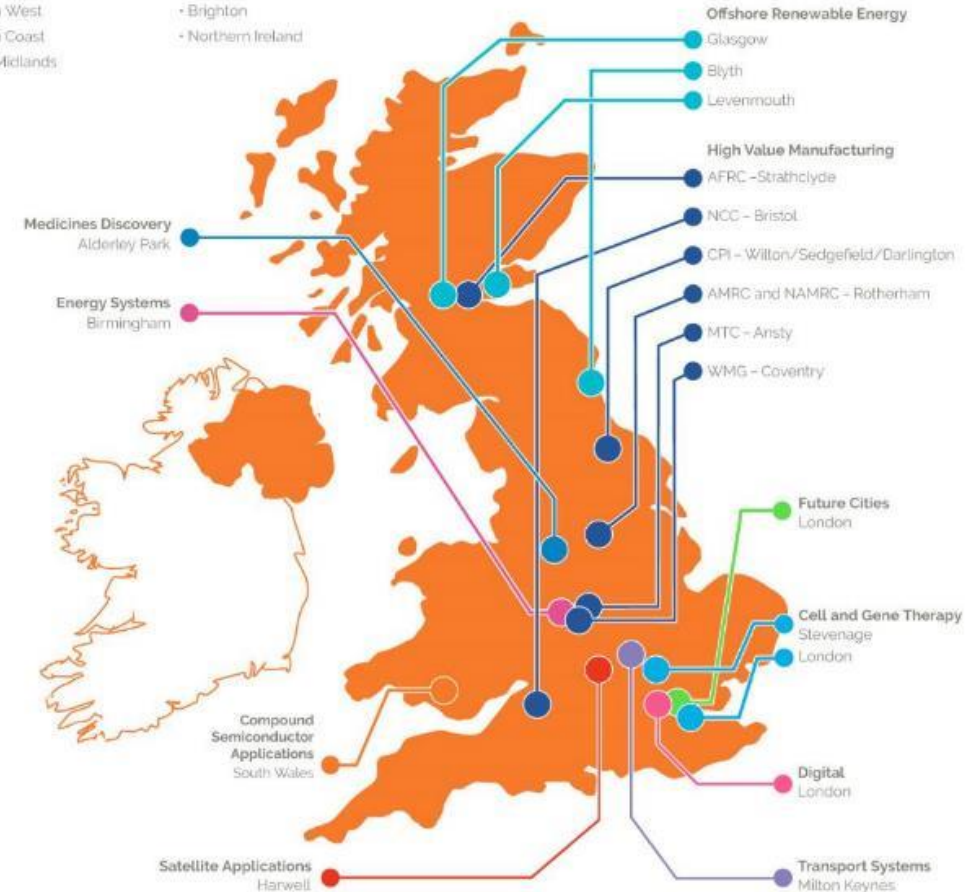 West
• Brighton
Coast
• Northern Ireland
Midlands
Offshore Renewable Energy
Glasgow
Blyth
Levenmouth
High Value Manufacturing
AFRC –Strathclyde
NCC – Bristol
CPI – Wilton/Sedgefield/Darlington
AMRC and NAMRC – Rotherham
MTC – Ansty
WMG – Coventry
Medicines Discovery
Alderley Park
Energy Systems
Birmingham
Future Cities
London
Cell and Gene Therapy
Stevenage
London
Compound
Semiconductor
Applications
South Wales
Digital
London
Satellite Applications
Harwell
Transport Systems
Milton Keynes